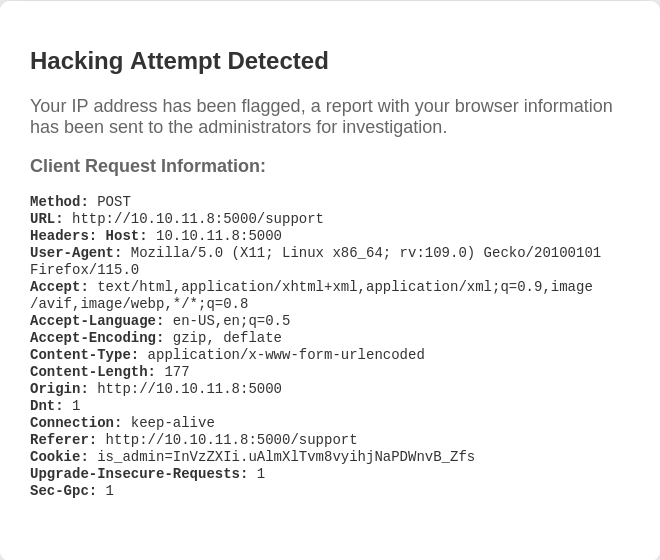 Hacking Attempt Detected
Your IP address has been flagged, a report with your browser information
has been sent to the administrators for investigation.
Client Request Information:
Method: POST
URL: http://10.10.11.8:5000/support
Headers: Host: 10.10.11.8:5000
User-Agent: Mozilla/5.0 (X11; Linux x86_64; rv:109.0) Gecko/20100101
Firefox/115.0
Accept: text/html,application/xhtml+xml,application/xml;q=0.9,image
/avif,image/webp,*/*;q=0.8
Accept-Language: en-US,en;q=0.5
Accept-Encoding: gzip, deflate
Content-Type: application/x-www-form-urlencoded
Content-Length: 177
Origin: http://10.10.11.8:5000
Dnt: 1
Connection: keep-alive
Referer: http://10.10.11.8:5000/support
Cookie: is_admin=InVzZXIi.uAlmXlTvm8vyihjNaPDWnvB_Zfs
Upgrade-Insecure-Requests: 1
Sec-Gpc: 1